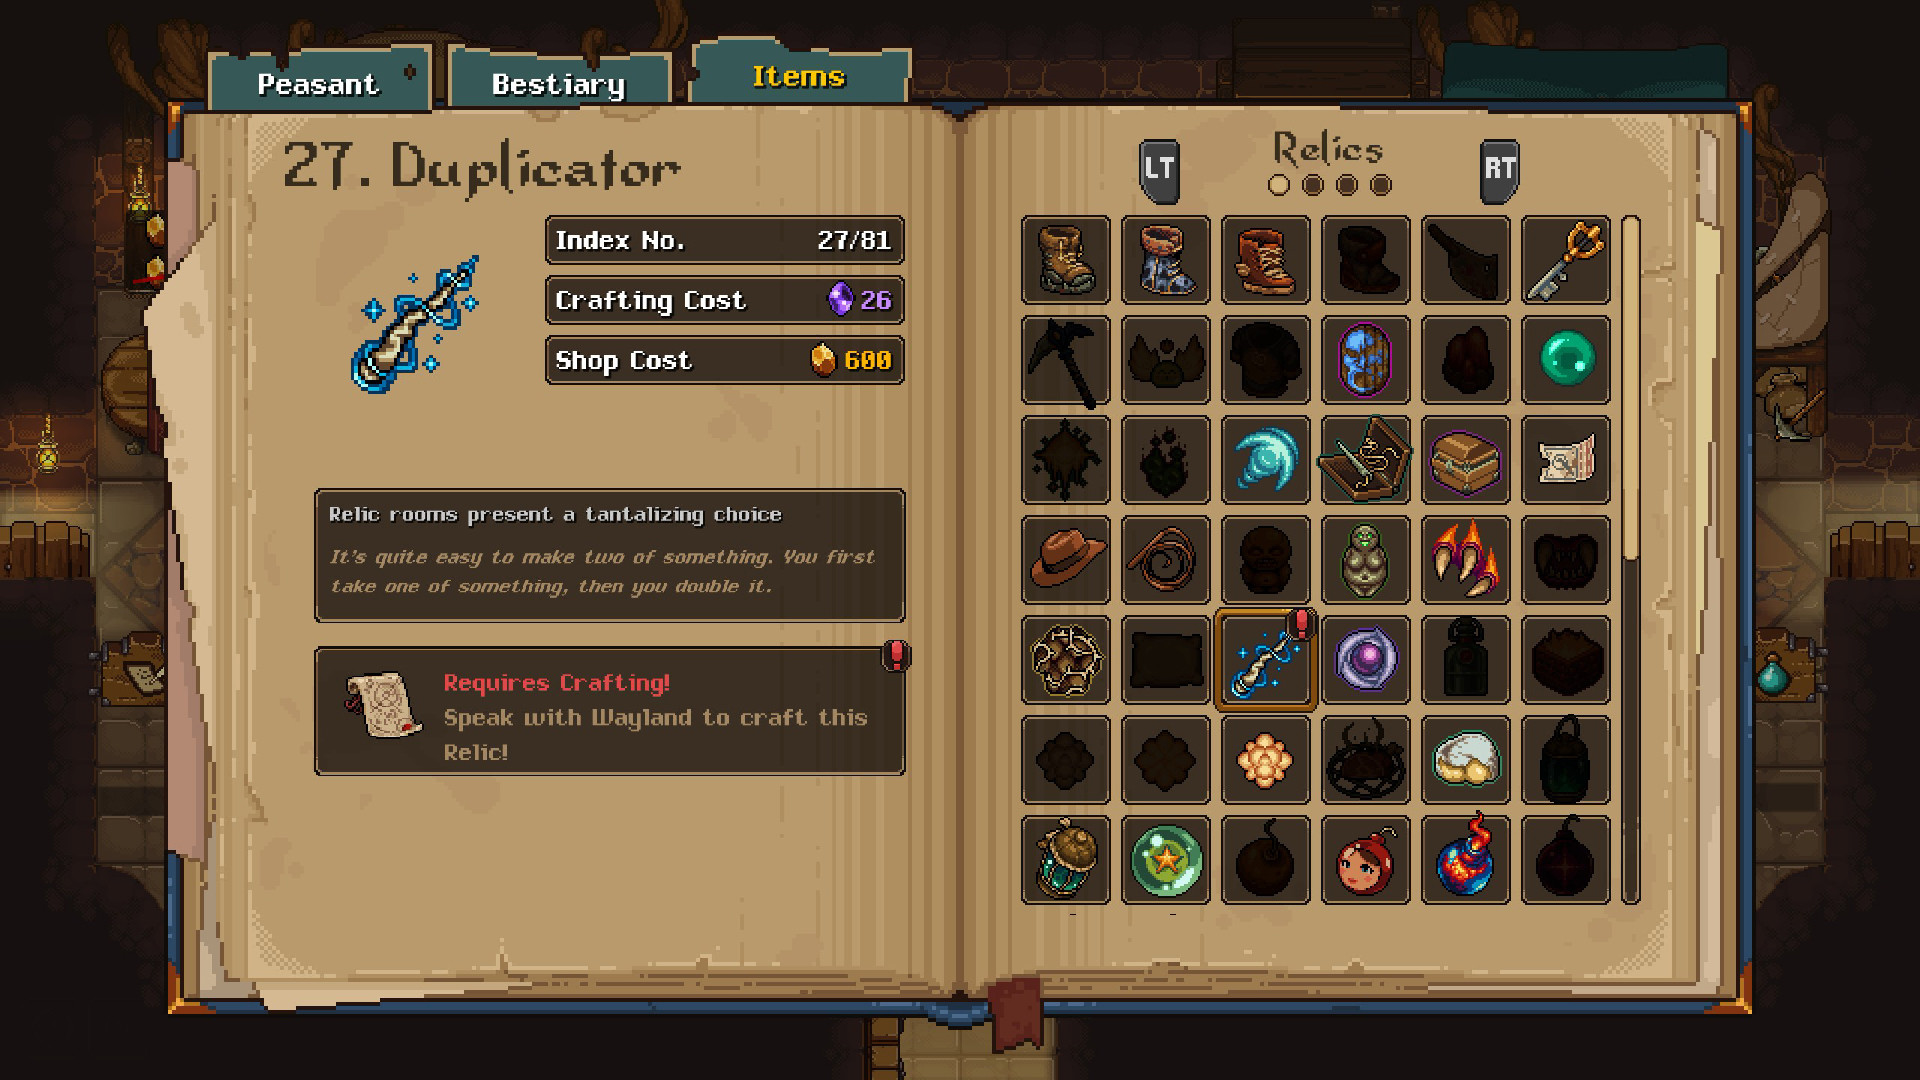 Peasant
Bestiary
Items
27. Duplicator
Index No. 27/81
Crafting Cost 26
Shop Cost 600
Relic rooms present a tantalizing choice
It's quite easy to make two of something. You first
take one of something, then you double it.
Requires Crafting!
Speak with Wayland to craft this
Relic!
LT
Relics
RT